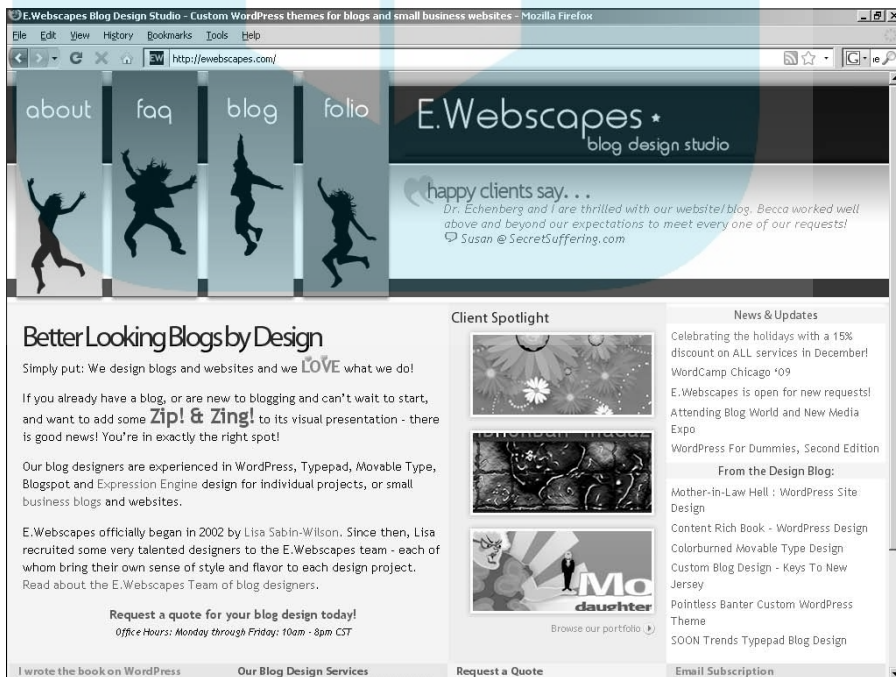 E.Webscapes Blog Design Studio - Custom WordPress themes for blogs and small business websites - Mozilla Firefox
File Edit View History Bookmarks Tools Help
EW http://ewebscapes.com/
G
about faq blog folio
E.Webscapes
blog design studio
happy clients say. . .
Dr. Echenberg and I are thrilled with our website/blog. Becca worked well
above and beyond our expectations to meet every one of our requests!
Susan @ SecretSuffering.com
Better Looking Blogs by Design
Simply put: We design blogs and websites and we LOVE what we do!
If you already have a blog, or are new to blogging and can't wait to start,
and want to add some Zip! & Zing! to its visual presentation - there
is good news! You're in exactly the right spot!
Our blog designers are experienced in WordPress, Typepad, Movable Type,
Blogspot and Expression Engine design for individual projects, or small
business blogs and websites.
E.Webscapes officially began in 2002 by Lisa Sabin-Wilson. Since then, Lisa
recruited some very talented designers to the E.Webscapes team - each of
whom bring their own sense of style and flavor to each design project.
Read about the E.Webscapes Team of blog designers.
Request a quote for your blog design today!
Office Hours: Monday through Friday: 10am - 8pm CST
Client Spotlight
Mo
daughter
Browse our portfolio
News & Updates
Celebrating the holidays with a 15%
discount on ALL services in December!
WordCamp Chicago '09
E.Webscapes is open for new requests!
Attending Blog World and New Media
Expo
WordPress For Dummies, Second Edition
From the Design Blog:
Mother-in-Law Hell : WordPress Site
Design
Content Rich Book - WordPress Design
Colorburned Movable Type Design
Custom Blog Design - Keys To New
Jersey
Pointless Banter Custom WordPress
Theme
SOON Trends Typepad Blog Design
I wrote the book on WordPress
Our Blog Design Services
Request a Quote
Email Subscription